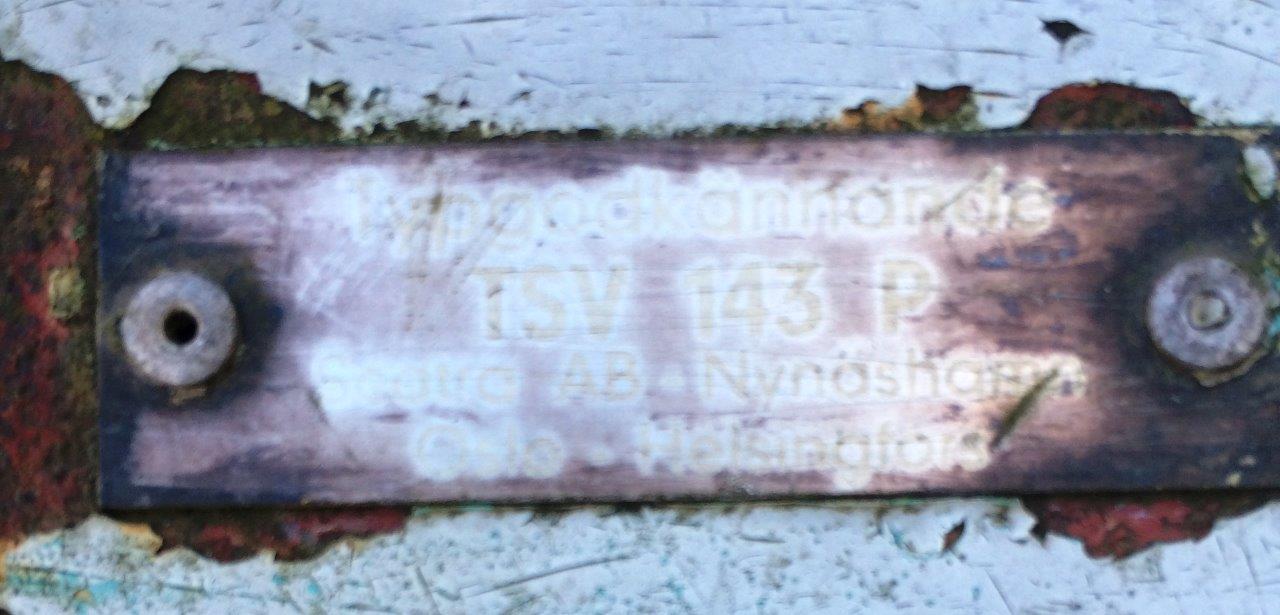 Typgodkännande
TSV 143 P
AB - Nynäshamn
Oslo - Helsingfors